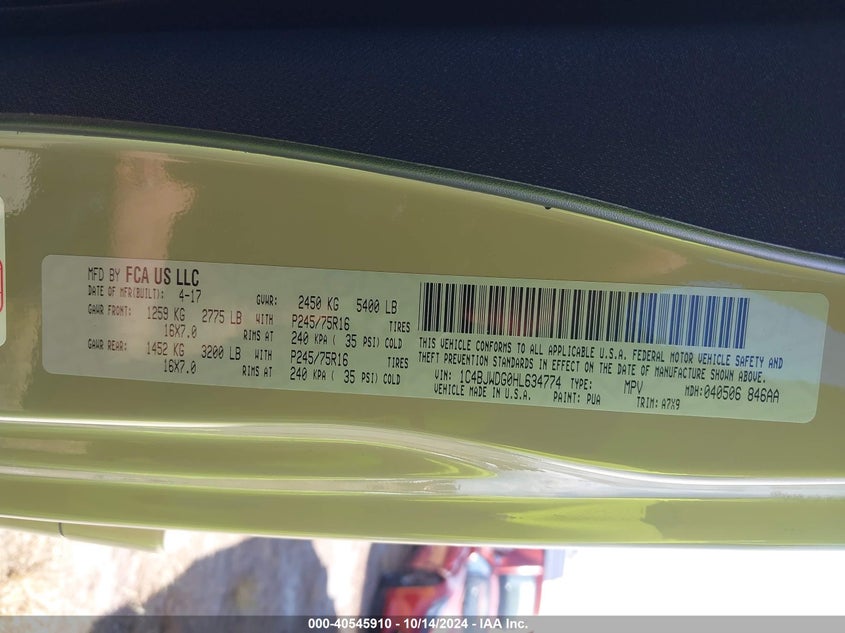 MFD BY FCA US LLC
DATE OF MFR(BUILT): 4-17 GVWR: 2450 KG 5400 LB
GAWR FRONT: 1259 KG 2775 LB WITH P245/75R16 TIRES
16X7.0 RIMS AT 240 KPA ( 35 PSI) COLD
GAWR REAR: 1452 KG 3200 LB WITH P245/75R16 TIRES
16X7.0 RIMS AT 240 KPA ( 35 PSI) COLD
THIS VEHICLE CONFORMS TO ALL APPLICABLE U.S.A. FEDERAL MOTOR VEHICLE SAFETY AND
THEFT PREVENTION STANDARDS IN EFFECT ON THE DATE OF MANUFACTURE SHOWN ABOVE.
VIN: 1C4BJWDG0HL634774 TYPE: MPV MDH: 040506 846AA
VEHICLE MADE IN U.S.A. PAINT: PUA TRIM: A7X9
000-40545910 - 10/14/2024 - IAA Inc.